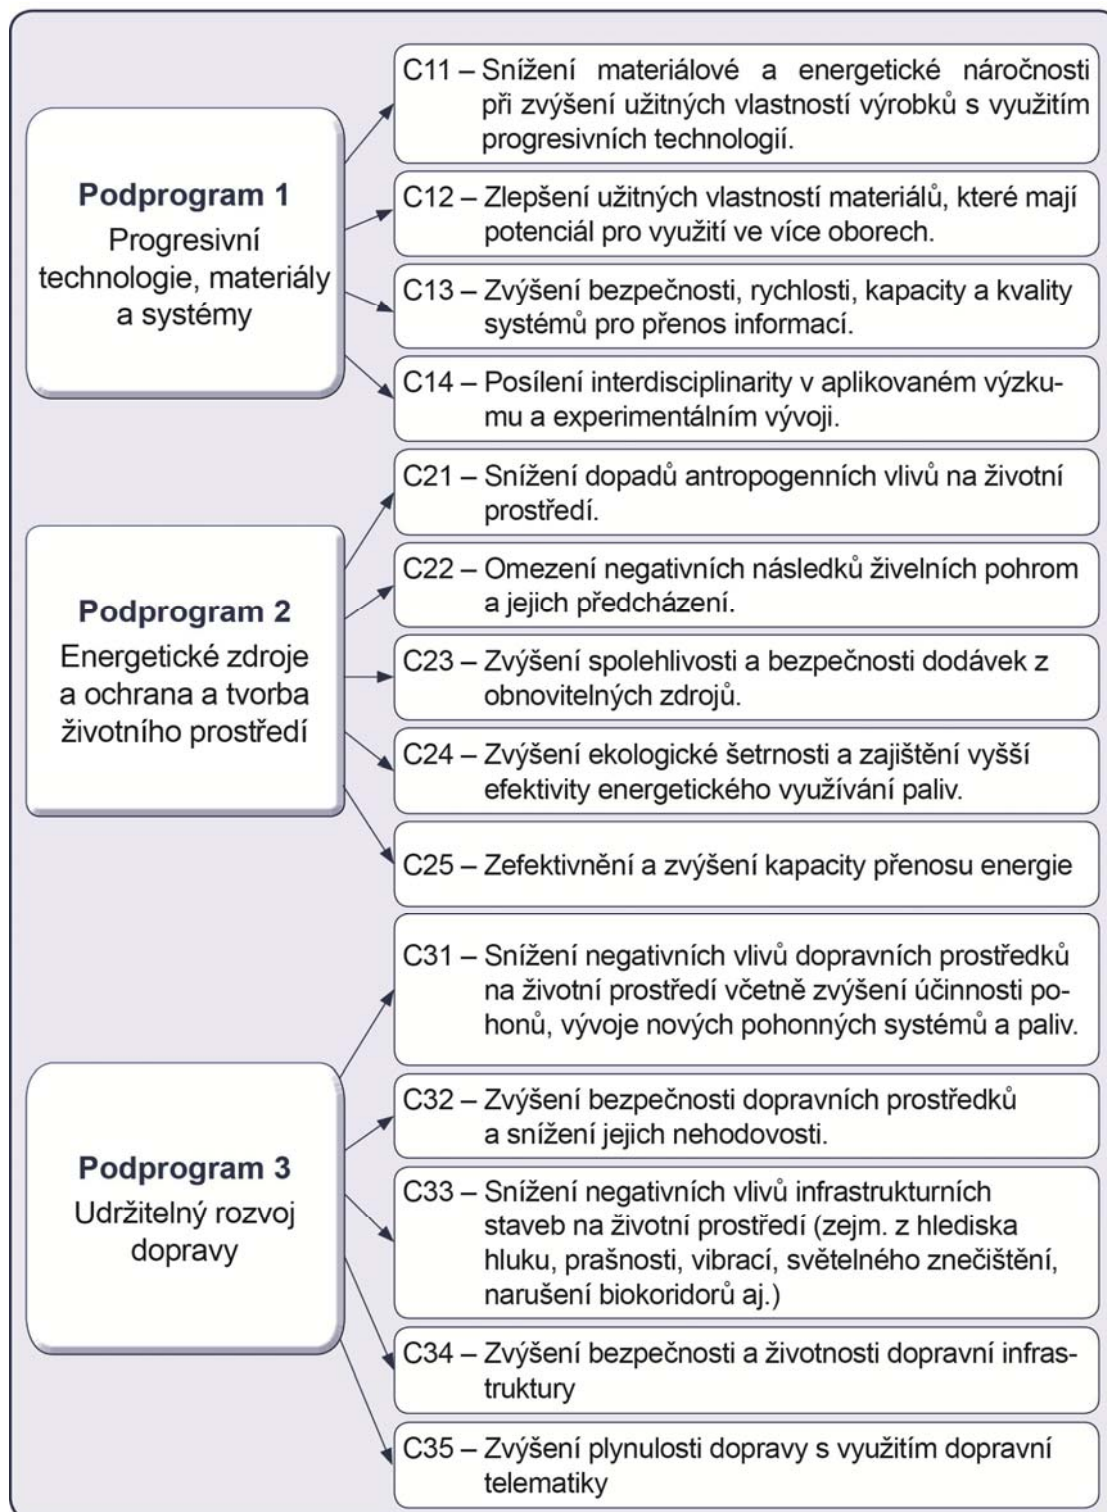 Podprogram 1
Progresivní
technologie, materiály
a systémy
C11 – Snížení materiálové a energetické náročnosti
při zvýšení užitných vlastností výrobků s využitím
progresivních technologií.
C12 – Zlepšení užitných vlastností materiálů, které mají
potenciál pro využití ve více oborech.
C13 – Zvýšení bezpečnosti, rychlosti, kapacity a kvality
systémů pro přenos informací.
C14 – Posílení interdisciplinarity v aplikovaném výzku-
mu a experimentálním vývoji.
Podprogram 2
Energetické zdroje
a ochrana a tvorba
životního prostředí
C21 – Snížení dopadů antropogenních vlivů na životní
prostředí.
C22 – Omezení negativních následků živelních pohrom
a jejich předcházení.
C23 – Zvýšení spolehlivosti a bezpečnosti dodávek z
obnovitelných zdrojů.
C24 – Zvýšení ekologické šetrnosti a zajištění vyšší
efektivity energetického využívání paliv.
C25 – Zefektivnění a zvýšení kapacity přenosu energie
Podprogram 3
Udržitelný rozvoj
dopravy
C31 – Snížení negativních vlivů dopravních prostředků
na životní prostředí včetně zvýšení účinnosti po-
honů, vývoje nových pohonných systémů a paliv.
C32 – Zvýšení bezpečnosti dopravních prostředků
a snížení jejich nehodovosti.
C33 – Snížení negativních vlivů infrastrukturních
staveb na životní prostředí (zejm. z hlediska
hluku, prašnosti, vibrací, světelného znečištění,
narušení biokoridorů aj.)
C34 – Zvýšení bezpečnosti a životnosti dopravní infra-
struktury
C35 – Zvýšení plynulosti dopravy s využitím dopravní
telematiky